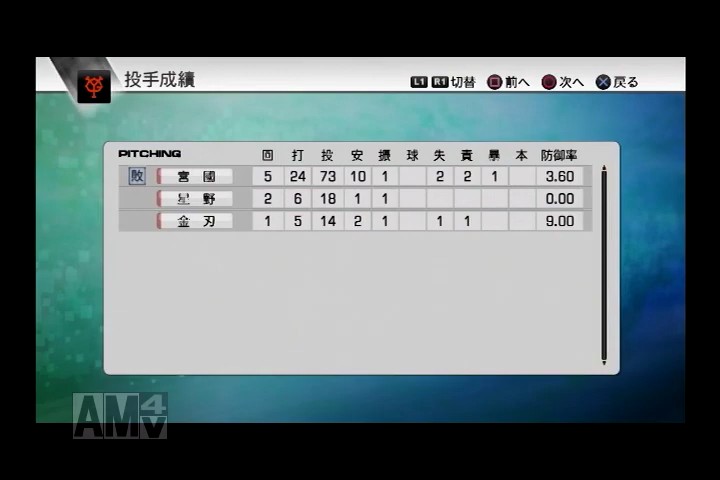 投手成績
L1 R1 切替 前へ 次へ 戻る
PITCHING 回 打 投 安 振 球 失 責 暴 本 防御率
敗 宮國 5 24 73 10 1 2 2 1 3.60
星野 2 6 18 1 1 0.00
金刃 1 5 14 2 1 1 1 9.00
AM4v